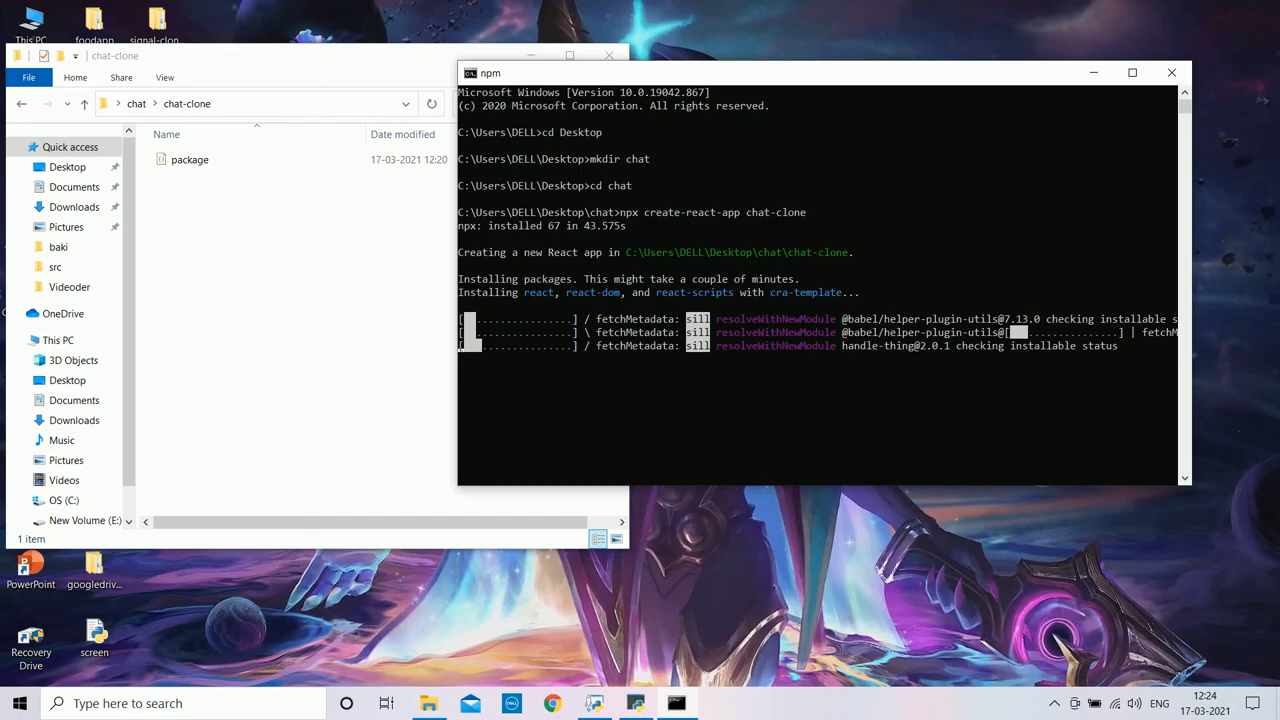 This PC
foodapp
signal-clon...
chat-clone
File
Home
Share
View
chat
chat-clone
Name
Date modified
package
17-03-2021 12:20
Quick access
Desktop
Documents
Downloads
Pictures
baki
src
Videoder
OneDrive
This PC
3D Objects
Desktop
Documents
Downloads
Music
Pictures
Videos
OS (C:)
New Volume (E:)
1 item
npm
Microsoft Windows [Version 10.0.19042.867]
(c) 2020 Microsoft Corporation. All rights reserved.
C:\Users\DELL>cd Desktop
C:\Users\DELL\Desktop>mkdir chat
C:\Users\DELL\Desktop>cd chat
C:\Users\DELL\Desktop\chat>npx create-react-app chat-clone
npx: installed 67 in 43.575s
Creating a new React app in C:\Users\DELL\Desktop\chat\chat-clone.
Installing packages. This might take a couple of minutes.
Installing react, react-dom, and react-scripts with cra-template...
[ ................] / fetchMetadata: sill resolveWithNewModule @babel/helper-plugin-utils@7.13.0 checking installable s
[ ................] \ fetchMetadata: sill resolveWithNewModule @babel/helper-plugin-utils@[ ...............] | fetchM
[ ...............] / fetchMetadata: sill resolveWithNewModule handle-thing@2.0.1 checking installable status
PowerPoint
googledriv...
Recovery
Drive
screen
Type here to search
DELL
ENG
12:24
17-03-2021